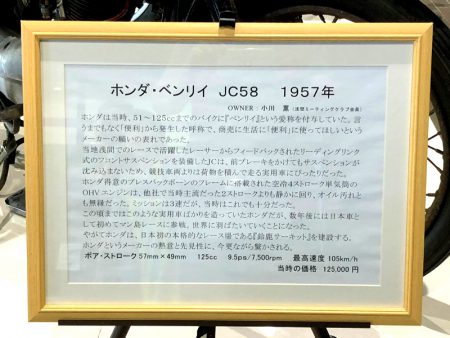 ホンダ・ベンリイ　JC58　1957年
OWNER：小川　薫（浅間ミーティングクラブ会員）
ホンダは当時、51～125ccまでのバイクに『ベンリイ』という愛称を付与していた。言
うまでもなく「便利」から発生した呼称で、商売に生活に「便利」に使ってほしいという
メーカーの願いの表れであった。
当地浅間でのレースで活躍したレーサーからフィードバックされたリーディングリンク
式のフロントサスペンションを装備したJCは、前ブレーキをかけてもサスペンションが
沈み込まないため、競技車両よりは荷物を積んで走る実用車にぴったりだった。
ホンダ得意のプレスバックボーンのフレームに搭載された空冷4ストローク単気筒の
OHVエンジンは、他社で当時主流だった2ストロークよりも静かに回り、オイル汚れと
も無縁だった。ミッションは3速だが、当時はこれでも十分だった。
この頃まではこのような実用車ばかりを造っていたホンダだが、数年後には日本車と
して初めてマン島レースに参戦、世界に羽ばたいていくことになった。
やがてホンダは、日本初の本格的なレース場である『鈴鹿サーキット』を建設する。
ホンダというメーカーの熱意と先見性に、今更ながら驚かされる。
ボア・ストローク 57mm×49mm　125cc　9.5ps/7,500rpm　最高速度 105km/h
当時の価格　125,000円